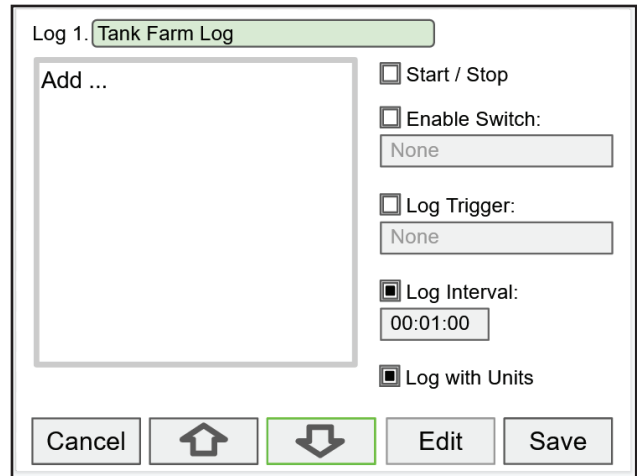 Log 1. Tank Farm Log
Add ...
Start / Stop
Enable Switch:
None
Log Trigger:
None
Log Interval:
00:01:00
Log with Units
Cancel
Edit
Save